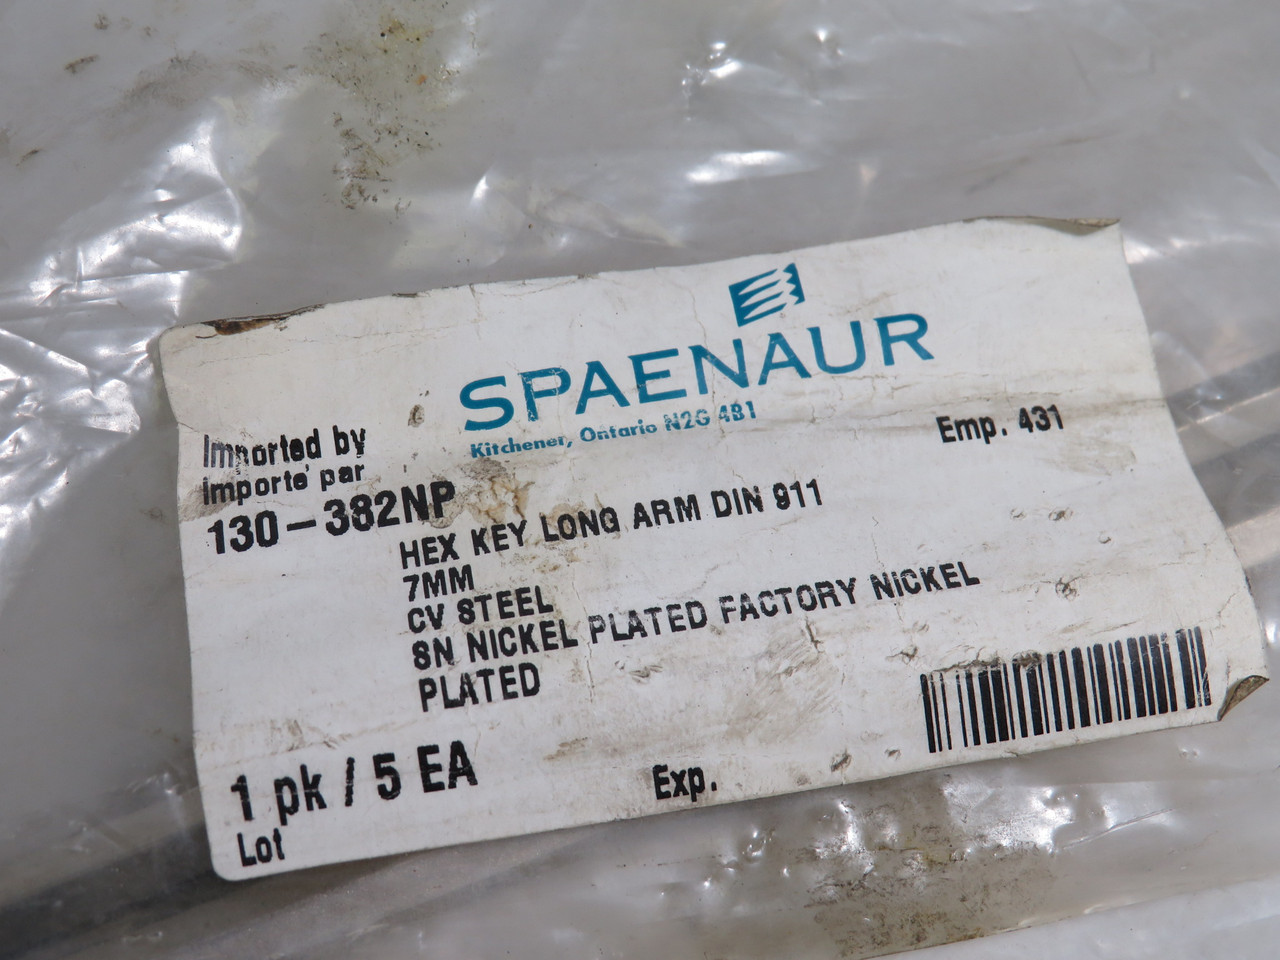 SPAENAUR
Kitchener, Ontario N2G 4B1
Imported by
Importé par
Emp. 431
130-382NP
HEX KEY LONG ARM DIN 911
7MM
CV STEEL
SN NICKEL PLATED FACTORY NICKEL
PLATED
1 pk / 5 EA
Exp.
Lot